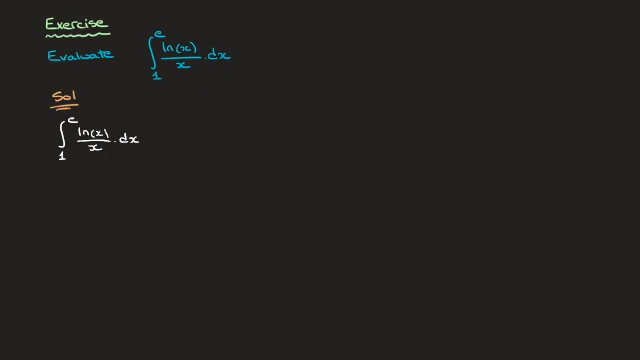 Exercise
Evaluate ∫₁ᵉ ln(x)/x . dx
Sol
∫₁ᵉ ln(x)/x . dx